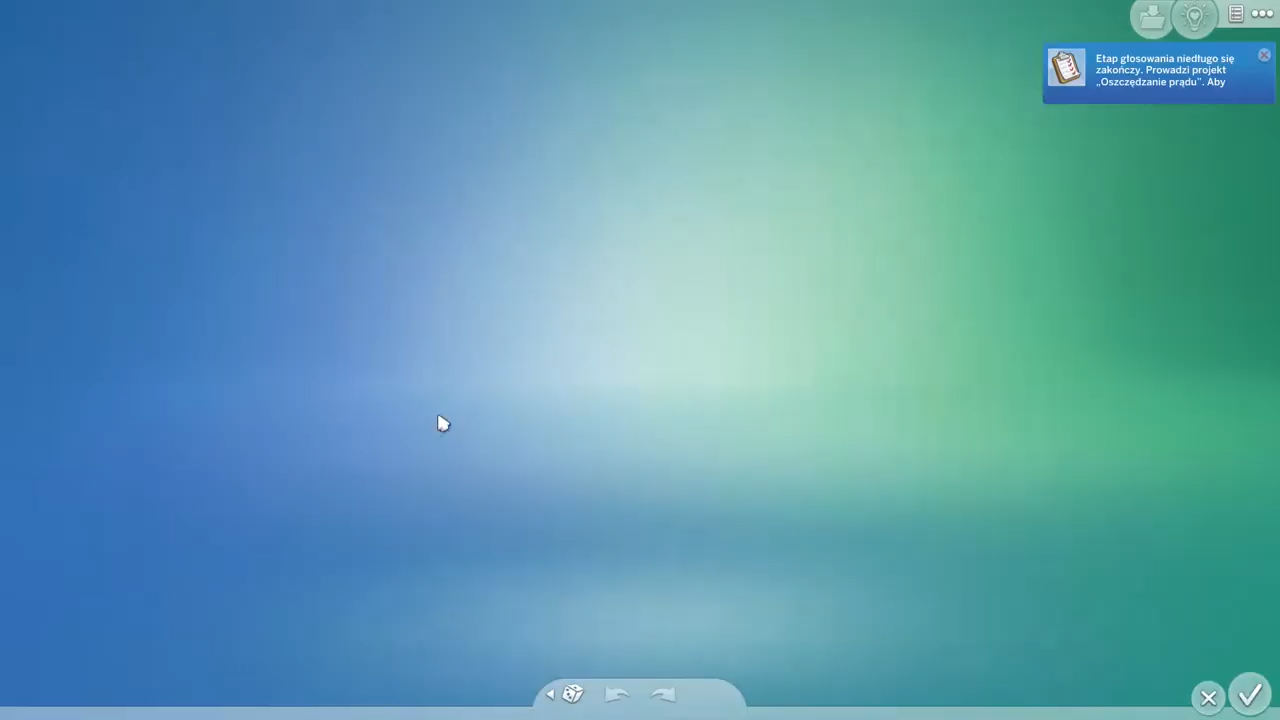 Etap głosowania niedługo się
zakończy. Prowadzi projekt
„Oszczędzanie prądu”. Aby